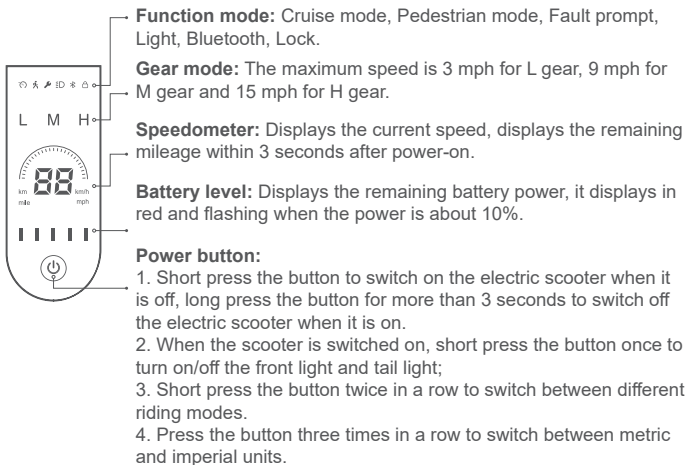 Function mode: Cruise mode, Pedestrian mode, Fault prompt,
Light, Bluetooth, Lock.
Gear mode: The maximum speed is 3 mph for L gear, 9 mph for
M gear and 15 mph for H gear.
L M H
Speedometer: Displays the current speed, displays the remaining
mileage within 3 seconds after power-on.
88
km km/h
mile mph
Battery level: Displays the remaining battery power, it displays in
red and flashing when the power is about 10%.
Power button:
1. Short press the button to switch on the electric scooter when it
is off, long press the button for more than 3 seconds to switch off
the electric scooter when it is on.
2. When the scooter is switched on, short press the button once to
turn on/off the front light and tail light;
3. Short press the button twice in a row to switch between different
riding modes.
4. Press the button three times in a row to switch between metric
and imperial units.